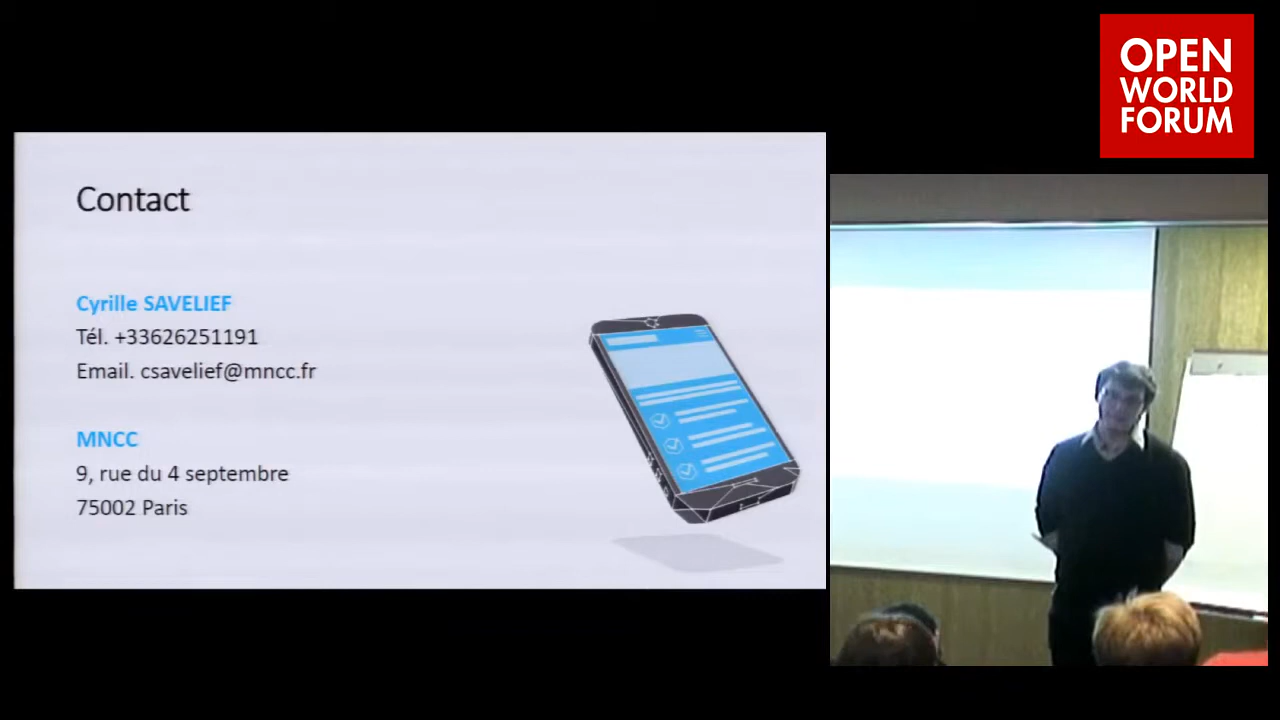 OPEN
WORLD
FORUM
Contact
Cyrille SAVELIEF
Tél. +33626251191
Email. csavelief@mncc.fr
MNCC
9, rue du 4 septembre
75002 Paris